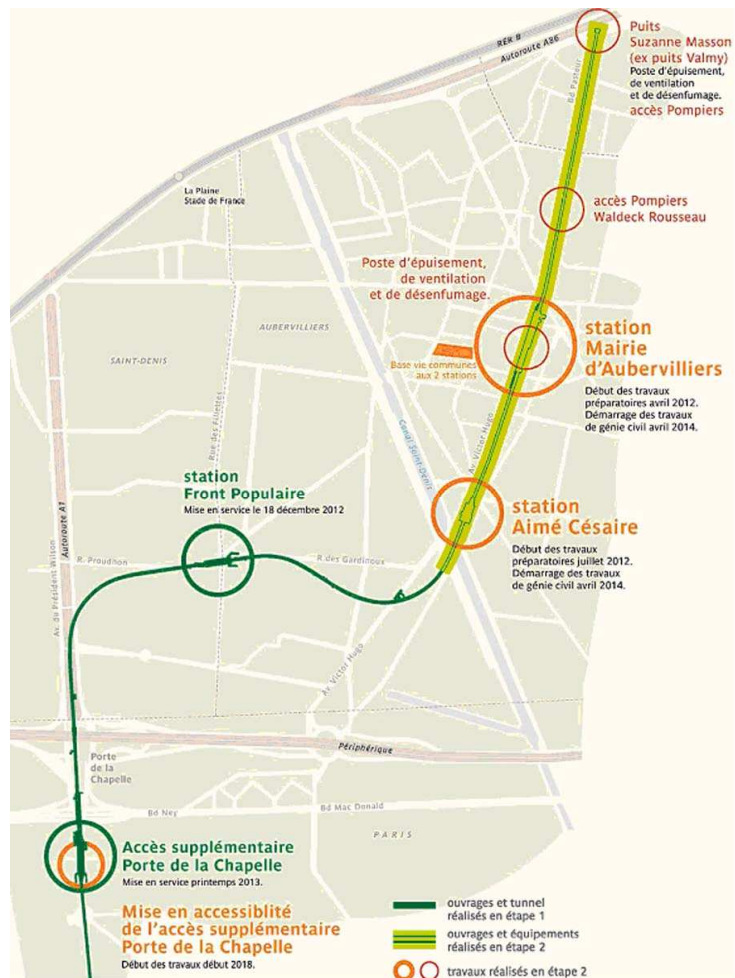 RER B
Autoroute A86
Puits
Suzanne Masson
(ex puits Valmy)
Poste d'épuisement,
de ventilation
et de désenfumage.
accès Pompiers
Bd Pasteur
La Plaine
Stade de France
accès Pompiers
Waldeck Rousseau
Poste d'épuisement,
de ventilation
et de désenfumage.
AUBERVILLIERS
SAINT-DENIS
Base vie communes
aux 2 stations
station
Mairie
d'Aubervilliers
Début des travaux
préparatoires avril 2012.
Démarrage des travaux
de génie civil avril 2014.
Rue des Fillettes
Canal Saint-Denis
Av. Victor Hugo
station
Front Populaire
Mise en service le 18 décembre 2012
station
Aimé Césaire
Début des travaux
préparatoires juillet 2012.
Démarrage des travaux
de génie civil avril 2014.
Autoroute A1
Av. du Président Wilson
R. Proudhon
R. des Gardinoux
Av. Victor Hugo
Périphérique
Porte
de la
Chapelle
Bd Ney
Bd Mac Donald
PARIS
Accès supplémentaire
Porte de la Chapelle
Mise en service printemps 2013.
Mise en accessiblité
de l'accès supplémentaire
Porte de la Chapelle
Début des travaux début 2018.
ouvrages et tunnel
réalisés en étape 1
ouvrages et équipements
réalisés en étape 2
travaux réalisés en étape 2